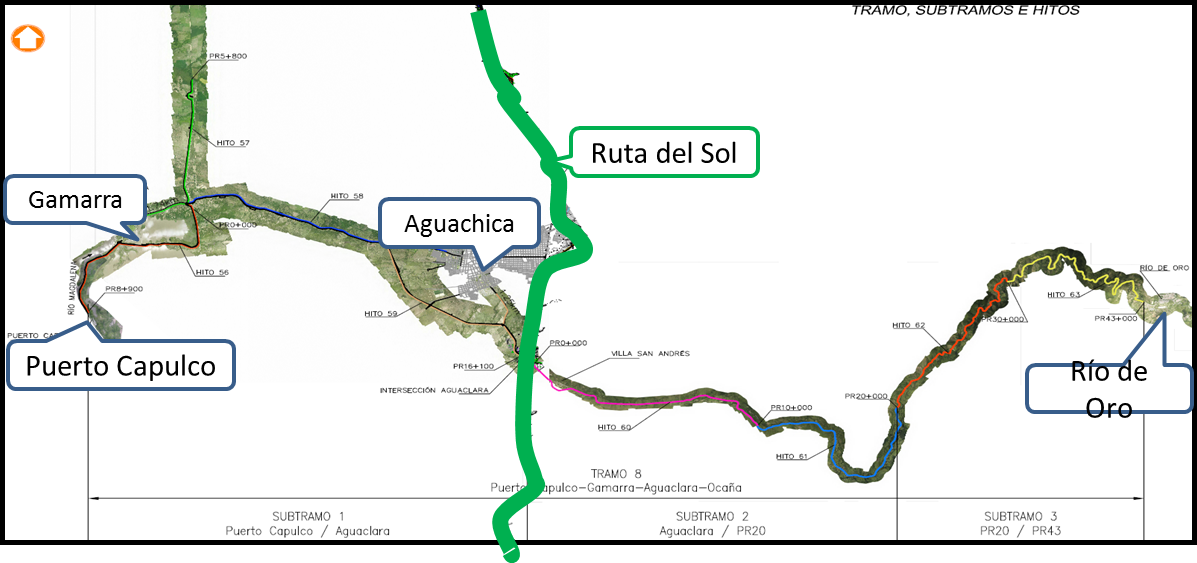 TRAMO, SUBTRAMOS E HITOS
PR5+800
HITO 57
Ruta del Sol
Gamarra
HITO 58
Aguachica
PR0+000
HITO 56
RÍO MAGDALENA
PR8+900
RÍO DE ORO
HITO 63
PR43+000
PR30+000
HITO 59
HITO 62
PUERTO
Puerto Capulco
PR0+000
VILLA SAN ANDRÉS
PR16+100
INTERSECCIÓN AGUACLARA
Río de
Oro
PR20+000
PR10+000
HITO 60
HITO 61
TRAMO 8
Puerto Capulco-Gamarra-Aguaclara-Ocaña
SUBTRAMO 1
Puerto Capulco / Aguaclara
SUBTRAMO 2
Aguaclara / PR20
SUBTRAMO 3
PR20 / PR43